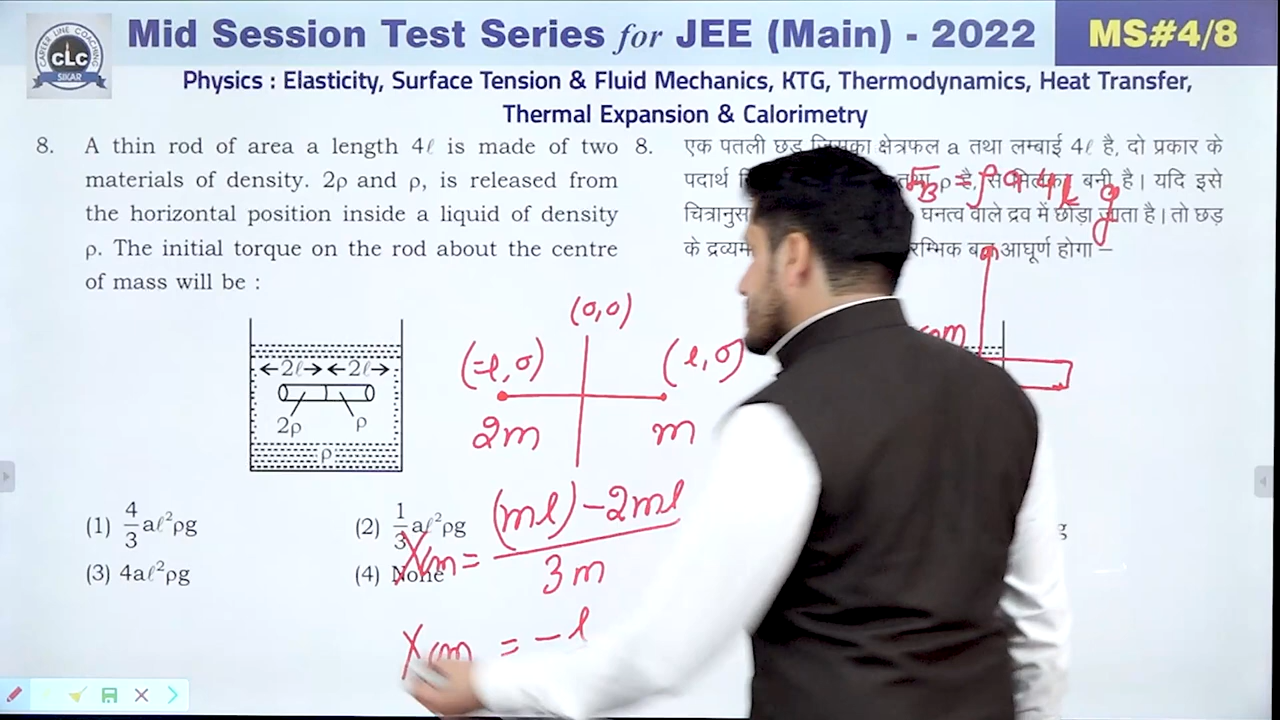 Mid Session Test Series for JEE (Main) - 2022
MS#4/8
CAREER LINE COACHING
CLC
SIKAR
Physics : Elasticity, Surface Tension & Fluid Mechanics, KTG, Thermodynamics, Heat Transfer,
Thermal Expansion & Calorimetry
8. A thin rod of area a length 4ℓ is made of two
materials of density. 2ρ and ρ, is released from
the horizontal position inside a liquid of density
ρ. The initial torque on the rod about the centre
of mass will be :
2ℓ 2ℓ
2ρ ρ
ρ
(1) 4/3 aℓ²ρg
(2) 1/3 aℓ²ρg
(3) 4aℓ²ρg
(4) None
8. एक पतली छड़ जिसका क्षेत्रफल a तथा लम्बाई 4ℓ है, दो प्रकार के
पदार्थ ρ है, से बनी है। यदि इसे
घनत्व वाले द्रव में छोड़ा जाता है। तो छड़
के आघूर्ण होगा –
g
F_B = ρ a 4l g
(0,0)
(-l,0) (l,0)
2m m
Xcm = (ml) - 2ml / 3m
Xcm = -l